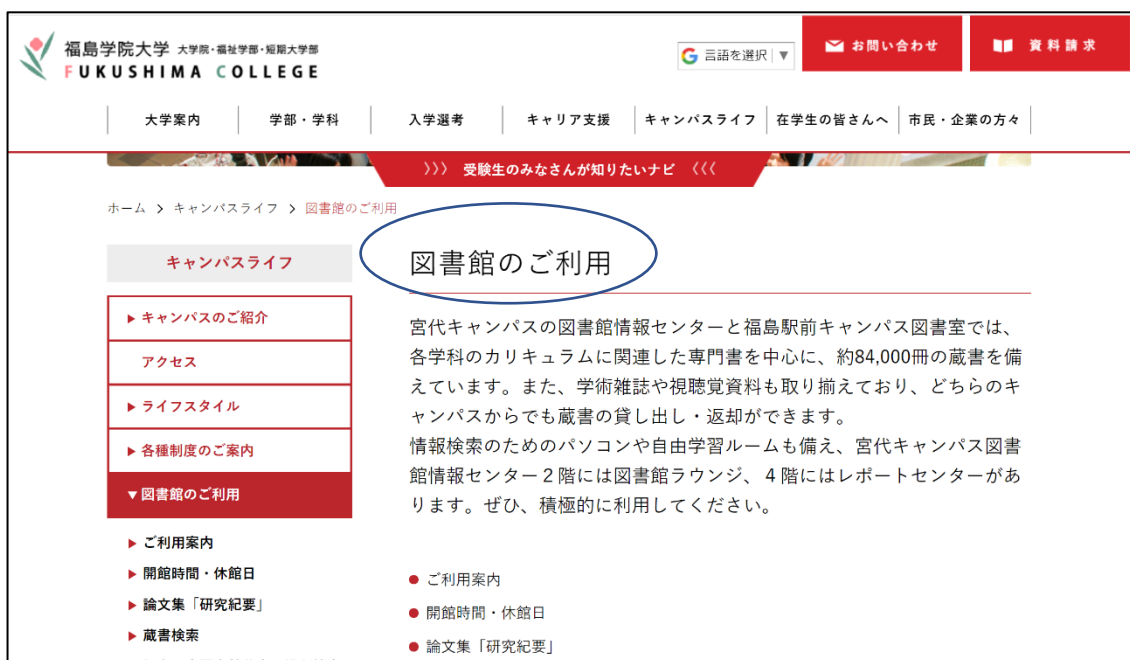 福島学院大学 大学院・福祉学部・短期大学部
FUKUSHIMA COLLEGE
G 言語を選択 ▼
お問い合わせ
資料請求
大学案内 学部・学科 入学選考 キャリア支援 キャンパスライフ 在学生の皆さんへ 市民・企業の方々
〉〉〉 受験生のみなさんが知りたいナビ 〈〈〈
ホーム > キャンパスライフ > 図書館のご利用
キャンパスライフ
▶ キャンパスのご紹介
アクセス
▶ ライフスタイル
▶ 各種制度のご案内
▼図書館のご利用
▶ ご利用案内
▶ 開館時間・休館日
▶ 論文集「研究紀要」
▶ 蔵書検索
図書館のご利用
宮代キャンパスの図書館情報センターと福島駅前キャンパス図書室では、
各学科のカリキュラムに関連した専門書を中心に、約84,000冊の蔵書を備
えています。また、学術雑誌や視聴覚資料も取り揃えており、どちらのキ
ャンパスからでも蔵書の貸し出し・返却ができます。
情報検索のためのパソコンや自由学習ルームも備え、宮代キャンパス図書
館情報センター２階には図書館ラウンジ、４階にはレポートセンターがあ
ります。ぜひ、積極的に利用してください。
● ご利用案内
● 開館時間・休館日
● 論文集「研究紀要」